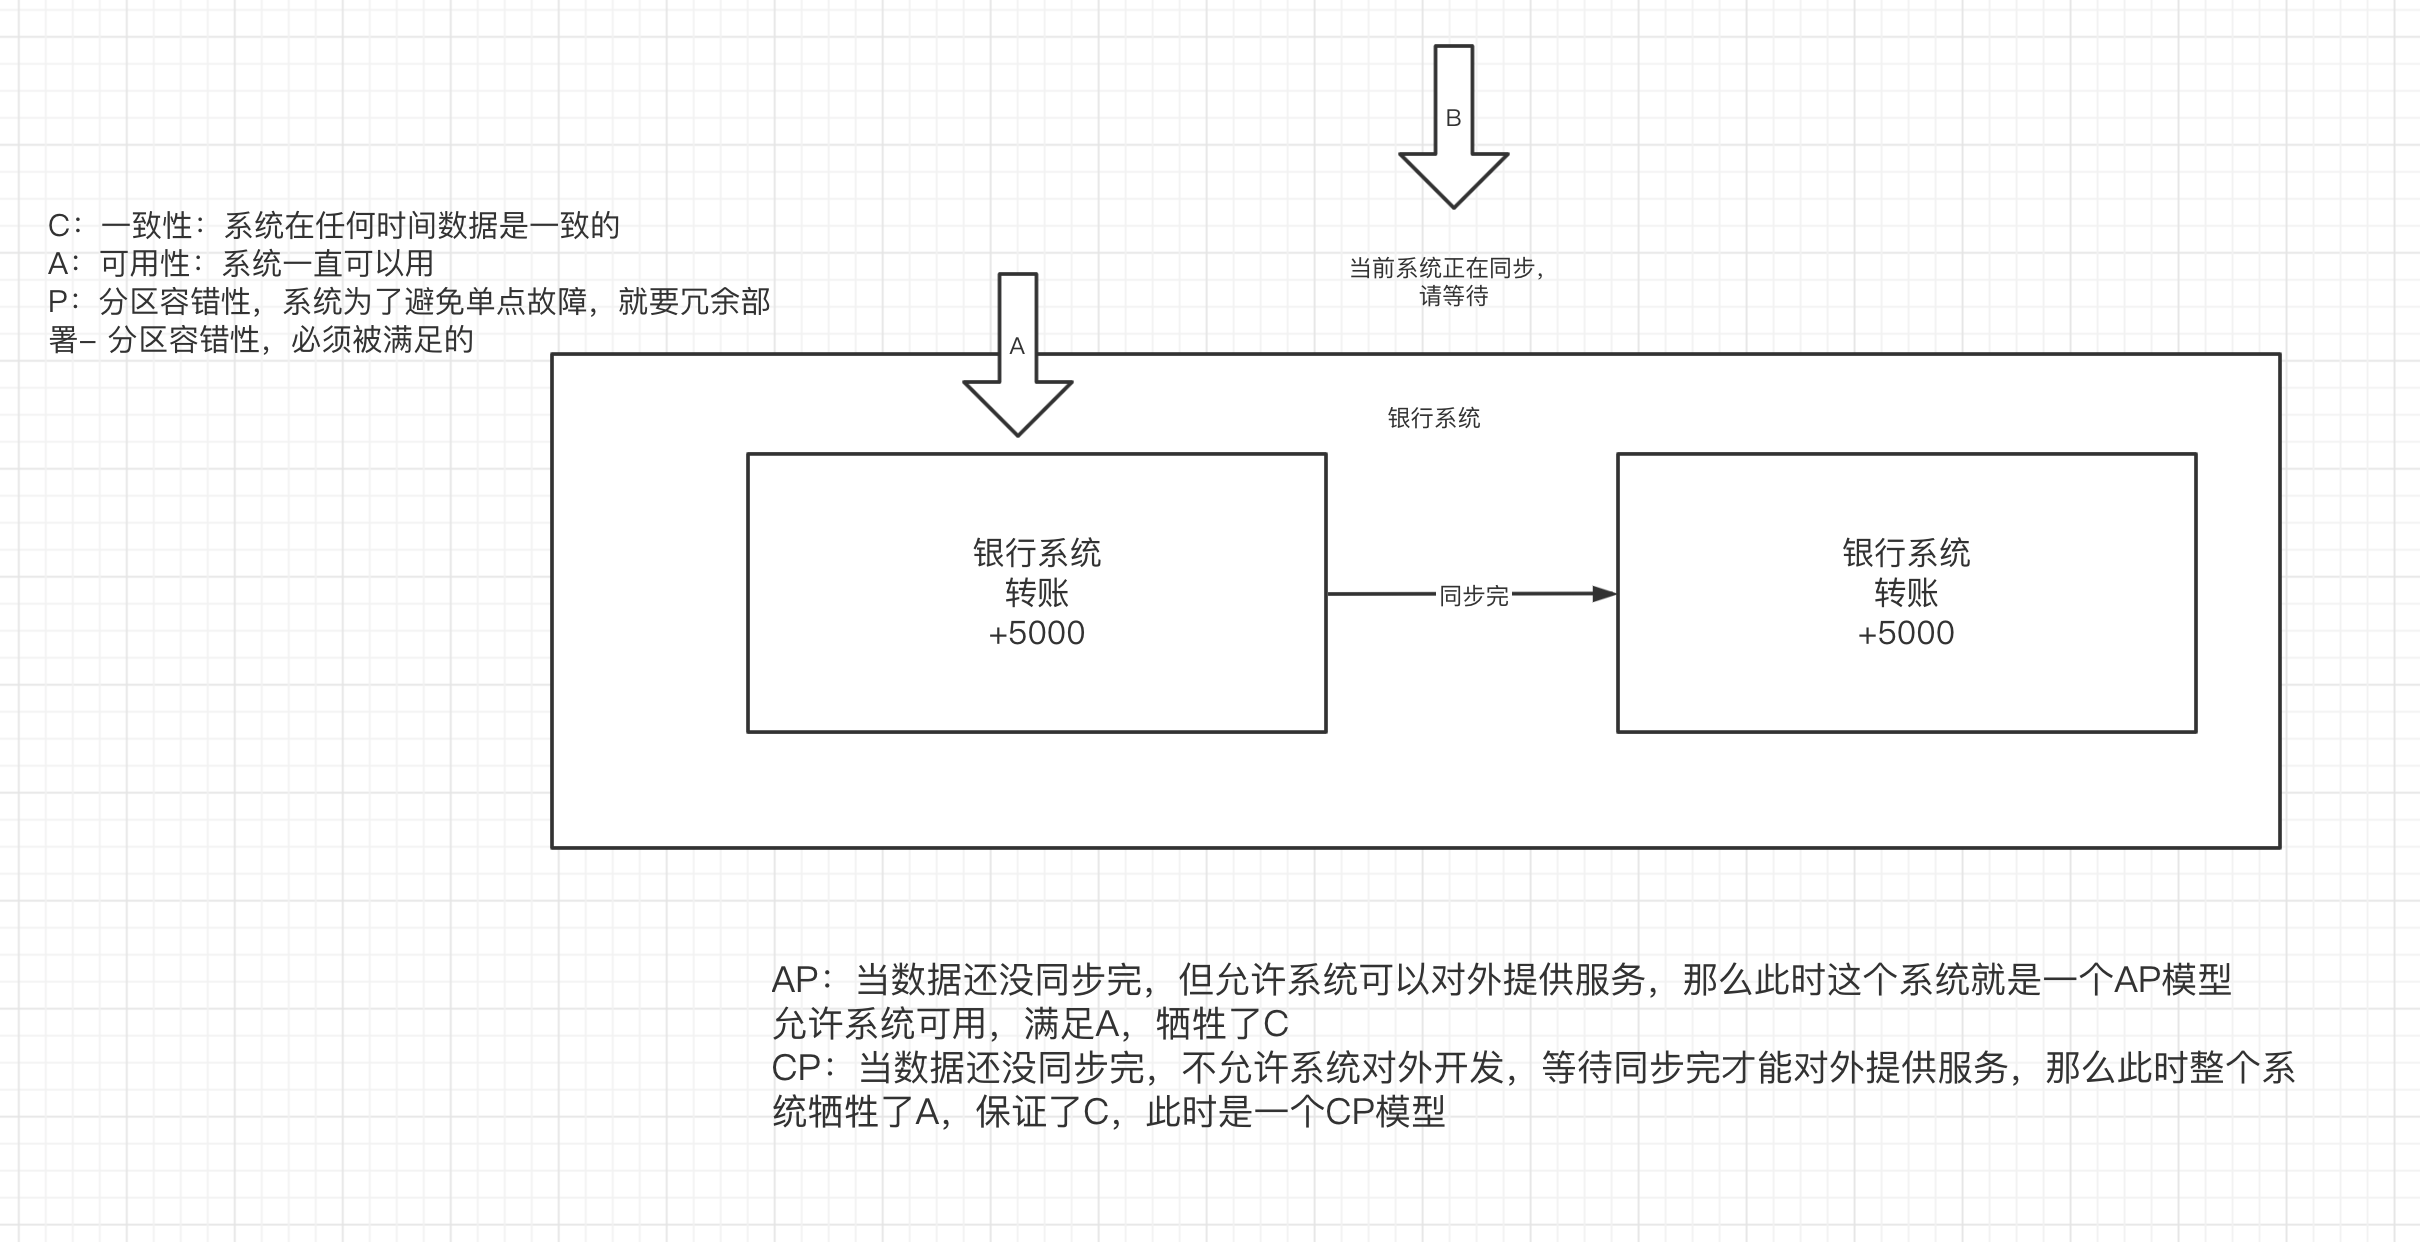 B
C：一致性：系统在任何时间数据是一致的
A：可用性：系统一直可以用
P：分区容错性，系统为了避免单点故障，就要冗余部
署– 分区容错性，必须被满足的
当前系统正在同步，
请等待
A
银行系统
银行系统
转账
+5000
同步完
银行系统
转账
+5000
AP：当数据还没同步完，但允许系统可以对外提供服务，那么此时这个系统就是一个AP模型
允许系统可用，满足A，牺牲了C
CP：当数据还没同步完，不允许系统对外开发，等待同步完才能对外提供服务，那么此时整个系
统牺牲了A，保证了C，此时是一个CP模型